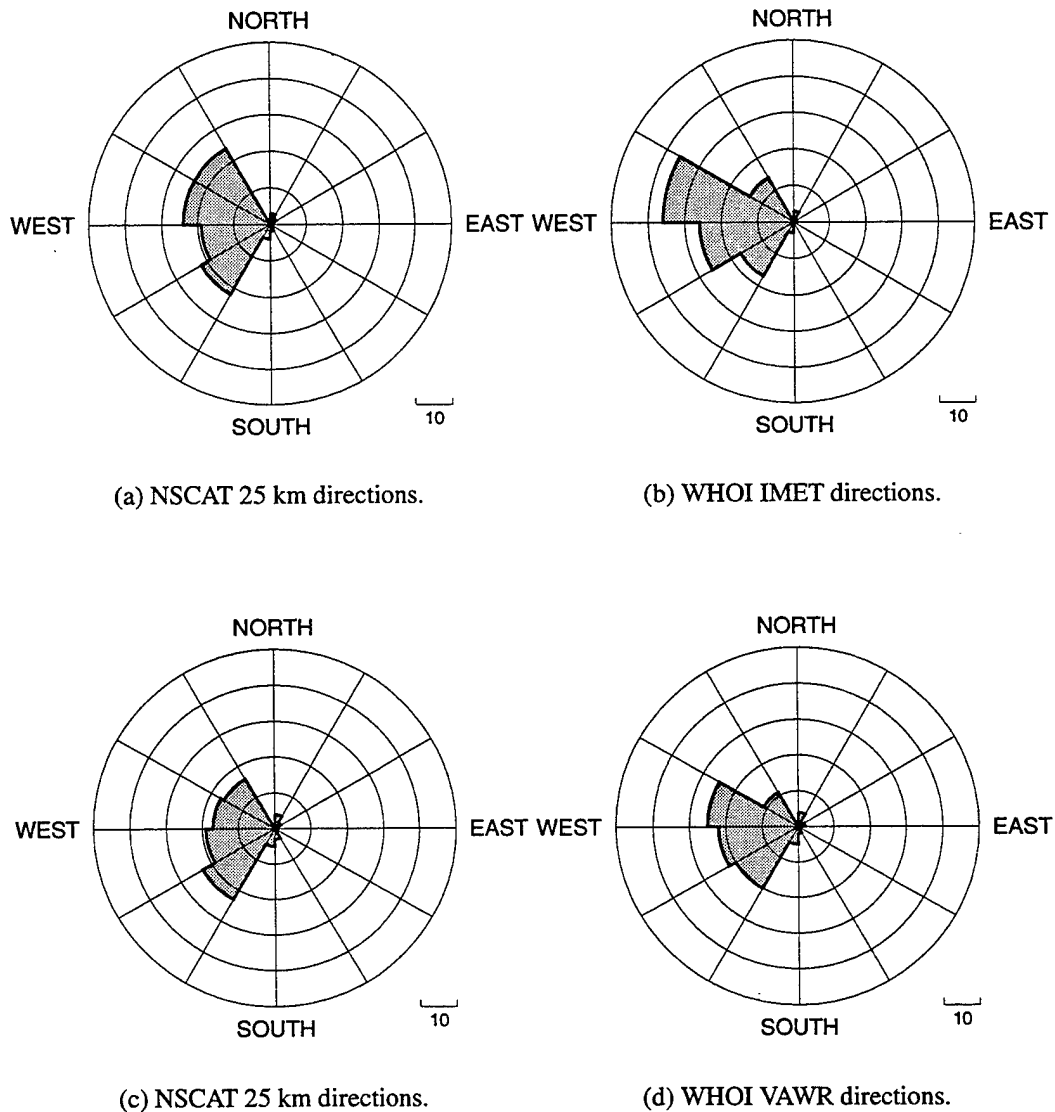 NORTH
NORTH
WEST
EAST
WEST
EAST
SOUTH
10
SOUTH
10
(a) NSCAT 25 km directions.
(b) WHOI IMET directions.
NORTH
NORTH
WEST
EAST
WEST
EAST
SOUTH
10
SOUTH
10
(c) NSCAT 25 km directions.
(d) WHOI VAWR directions.